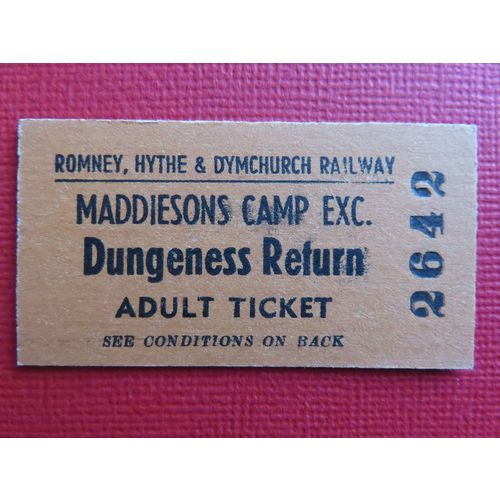 ROMNEY, HYTHE & DYMCHURCH RAILWAY
MADDIESONS CAMP EXC.
Dungeness Return
ADULT TICKET
SEE CONDITIONS ON BACK
2642